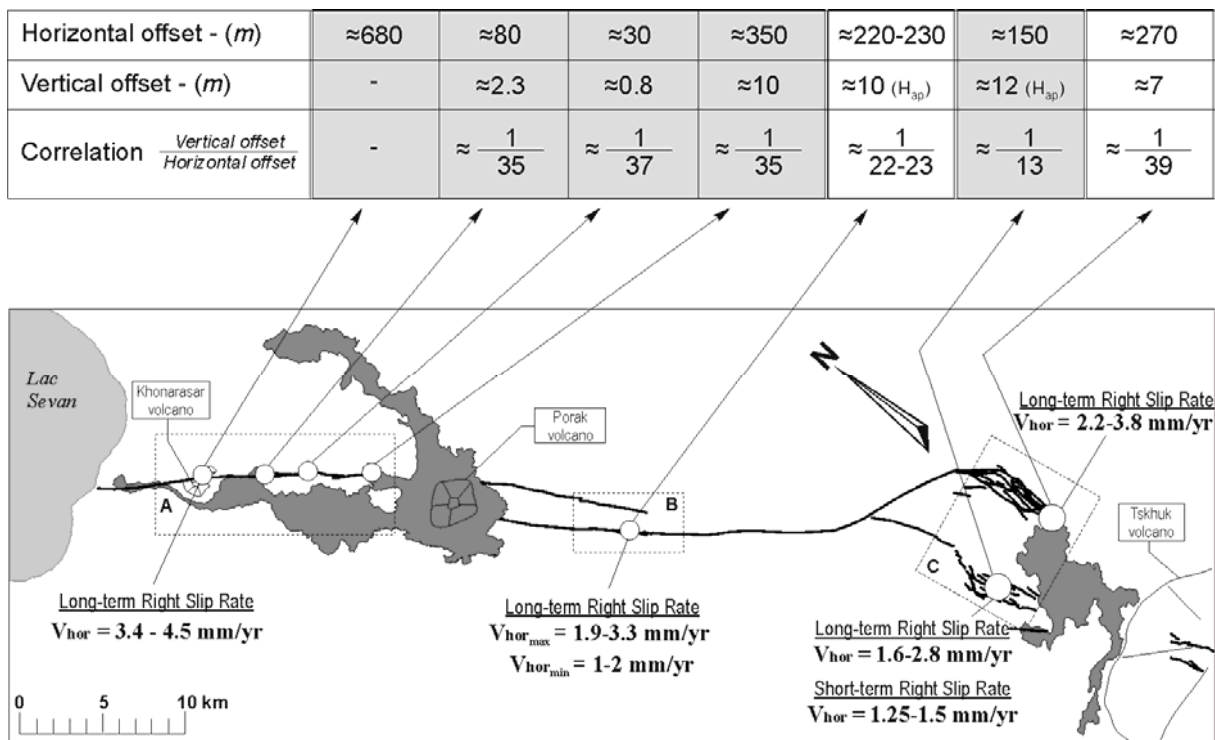 Horizontal offset - (m) ≈680 ≈80 ≈30 ≈350 ≈220-230 ≈150 ≈270
Vertical offset - (m) - ≈2.3 ≈0.8 ≈10 ≈10 (Hap) ≈12 (Hap) ≈7
Correlation Vertical offset / Horizontal offset - ≈ 1/35 ≈ 1/37 ≈ 1/35 ≈ 1/22-23 ≈ 1/13 ≈ 1/39
Lac
Sevan
Khonarasar
volcano
Porak
volcano
N
Long-term Right Slip Rate
Vhor = 2.2-3.8 mm/yr
A
B
Tskhuk
volcano
C
Long-term Right Slip Rate
Vhor = 3.4 - 4.5 mm/yr
Long-term Right Slip Rate
Vhormax = 1.9-3.3 mm/yr
Vhormin = 1-2 mm/yr
Long-term Right Slip Rate
Vhor = 1.6-2.8 mm/yr
Short-term Right Slip Rate
Vhor = 1.25-1.5 mm/yr
0 5 10 km